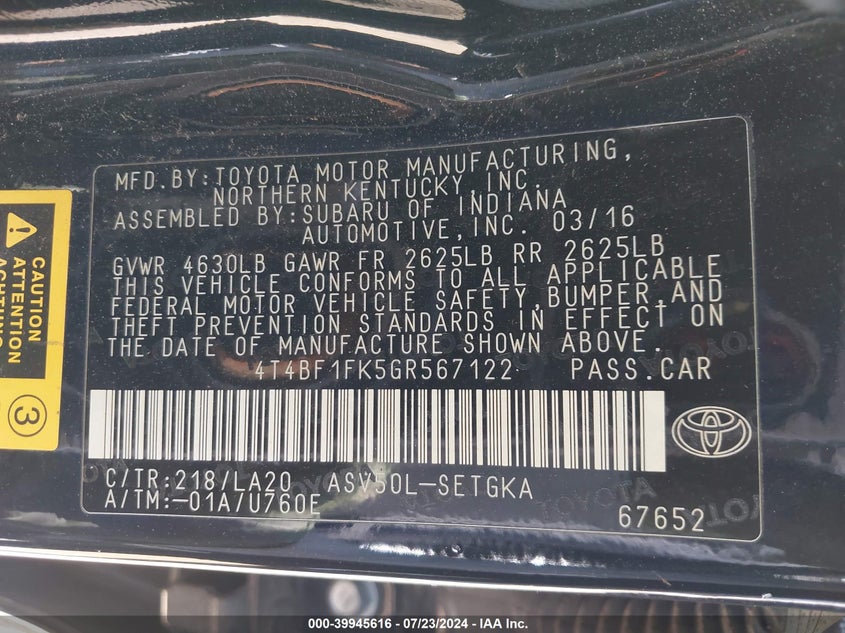 MFD.BY:TOYOTA MOTOR MANUFACTURING,
NORTHERN KENTUCKY, INC.
ASSEMBLED BY:SUBARU OF INDIANA
AUTOMOTIVE,INC. 03/16
GVWR 4630LB GAWR FR 2625LB RR 2625LB
THIS VEHICLE CONFORMS TO ALL APPLICABLE
FEDERAL MOTOR VEHICLE SAFETY,BUMPER,AND
THEFT PREVENTION STANDARDS IN EFFECT ON
THE DATE OF MANUFACTURE SHOWN ABOVE.
4T4BF1FK5GR567122 PASS.CAR
C/TR:218/LA20 ASV50L-SETGKA
A/TM:-01A/U760E
67652
CAUTION
ATTENTION
ACHTUNG
3
TOYOTA
000-39945616 / 07/23/2024 - IAA Inc.